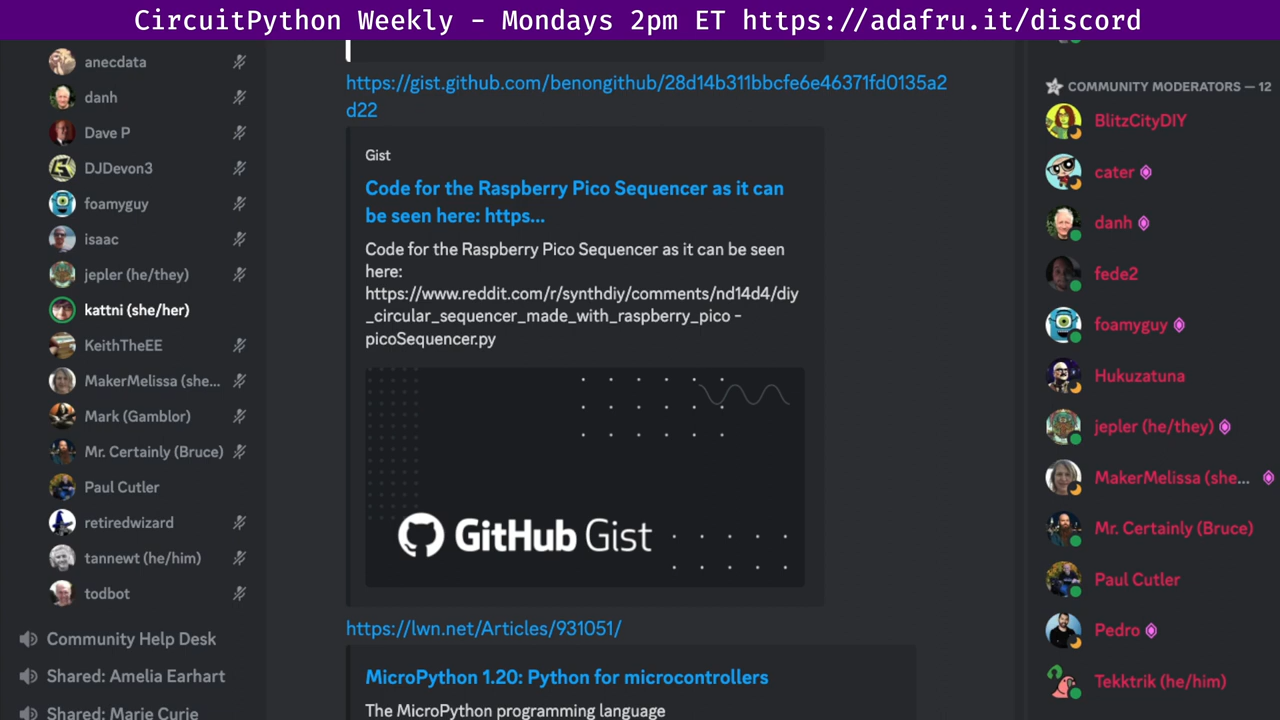 CircuitPython Weekly - Mondays 2pm ET https://adafru.it/discord
anecdata
danh
Dave P
DJDevon3
foamyguy
isaac
jepler (he/they)
kattni (she/her)
KeithTheEE
MakerMelissa (she...
Mark (Gamblor)
Mr. Certainly (Bruce)
Paul Cutler
retiredwizard
tannewt (he/him)
todbot
Community Help Desk
Shared: Amelia Earhart
Shared: Marie Curie
https://gist.github.com/benongithub/28d14b311bbcfe6e46371fd0135a2
d22
Gist
Code for the Raspberry Pico Sequencer as it can
be seen here: https...
Code for the Raspberry Pico Sequencer as it can be seen
here:
https://www.reddit.com/r/synthdiy/comments/nd14d4/diy
_circular_sequencer_made_with_raspberry_pico -
picoSequencer.py
GitHub Gist
https://lwn.net/Articles/931051/
MicroPython 1.20: Python for microcontrollers
The MicroPython programming language
COMMUNITY MODERATORS — 12
BlitzCityDIY
cater
danh
fede2
foamyguy
Hukuzatuna
jepler (he/they)
MakerMelissa (she...
Mr. Certainly (Bruce)
Paul Cutler
Pedro
Tekktrik (he/him)